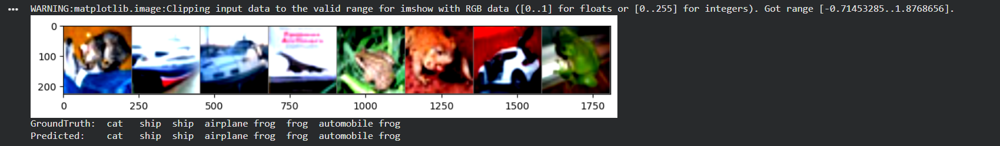 WARNING:matplotlib.image:Clipping input data to the valid range for imshow with RGB data ([0..1] for floats or [0..255] for integers). Got range [-0.71453285..1.8768656].
0
100
200
0 250 500 750 1000 1250 1500 1750
GroundTruth: cat ship ship airplane frog frog automobile frog
Predicted: cat ship ship airplane frog frog automobile frog